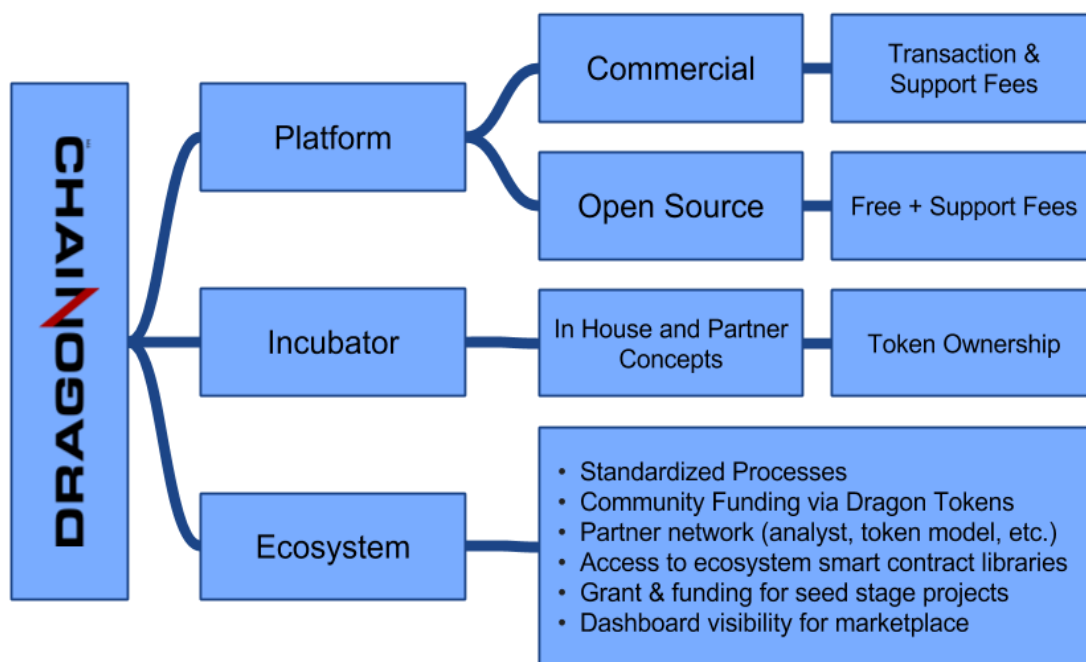 DRAGONCHAIN
Platform
Commercial
Transaction &
Support Fees
Open Source
Free + Support Fees
Incubator
In House and Partner
Concepts
Token Ownership
Ecosystem
• Standardized Processes
• Community Funding via Dragon Tokens
• Partner network (analyst, token model, etc.)
• Access to ecosystem smart contract libraries
• Grant & funding for seed stage projects
• Dashboard visibility for marketplace